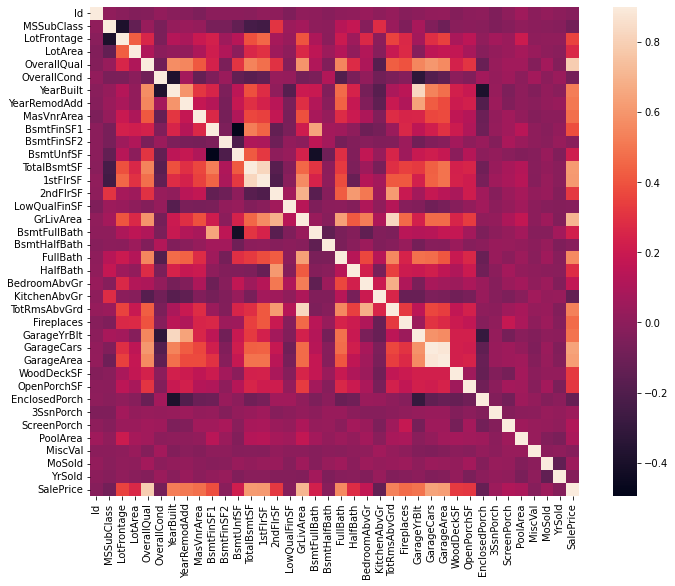 Id
MSSubClass
LotFrontage
LotArea
OverallQual
OverallCond
YearBuilt
YearRemodAdd
MasVnrArea
BsmtFinSF1
BsmtFinSF2
BsmtUnfSF
TotalBsmtSF
1stFlrSF
2ndFlrSF
LowQualFinSF
GrLivArea
BsmtFullBath
BsmtHalfBath
FullBath
HalfBath
BedroomAbvGr
KitchenAbvGr
TotRmsAbvGrd
Fireplaces
GarageYrBlt
GarageCars
GarageArea
WoodDeckSF
OpenPorchSF
EnclosedPorch
3SsnPorch
ScreenPorch
PoolArea
MiscVal
MoSold
YrSold
SalePrice
Id
MSSubClass
LotFrontage
LotArea
OverallQual
OverallCond
YearBuilt
YearRemodAdd
MasVnrArea
BsmtFinSF1
BsmtFinSF2
BsmtUnfSF
TotalBsmtSF
1stFlrSF
2ndFlrSF
LowQualFinSF
GrLivArea
BsmtFullBath
BsmtHalfBath
FullBath
HalfBath
BedroomAbvGr
KitchenAbvGr
TotRmsAbvGrd
Fireplaces
GarageYrBlt
GarageCars
GarageArea
WoodDeckSF
OpenPorchSF
EnclosedPorch
3SsnPorch
ScreenPorch
PoolArea
MiscVal
MoSold
YrSold
SalePrice
0.8
0.6
0.4
0.2
0.0
−0.2
−0.4